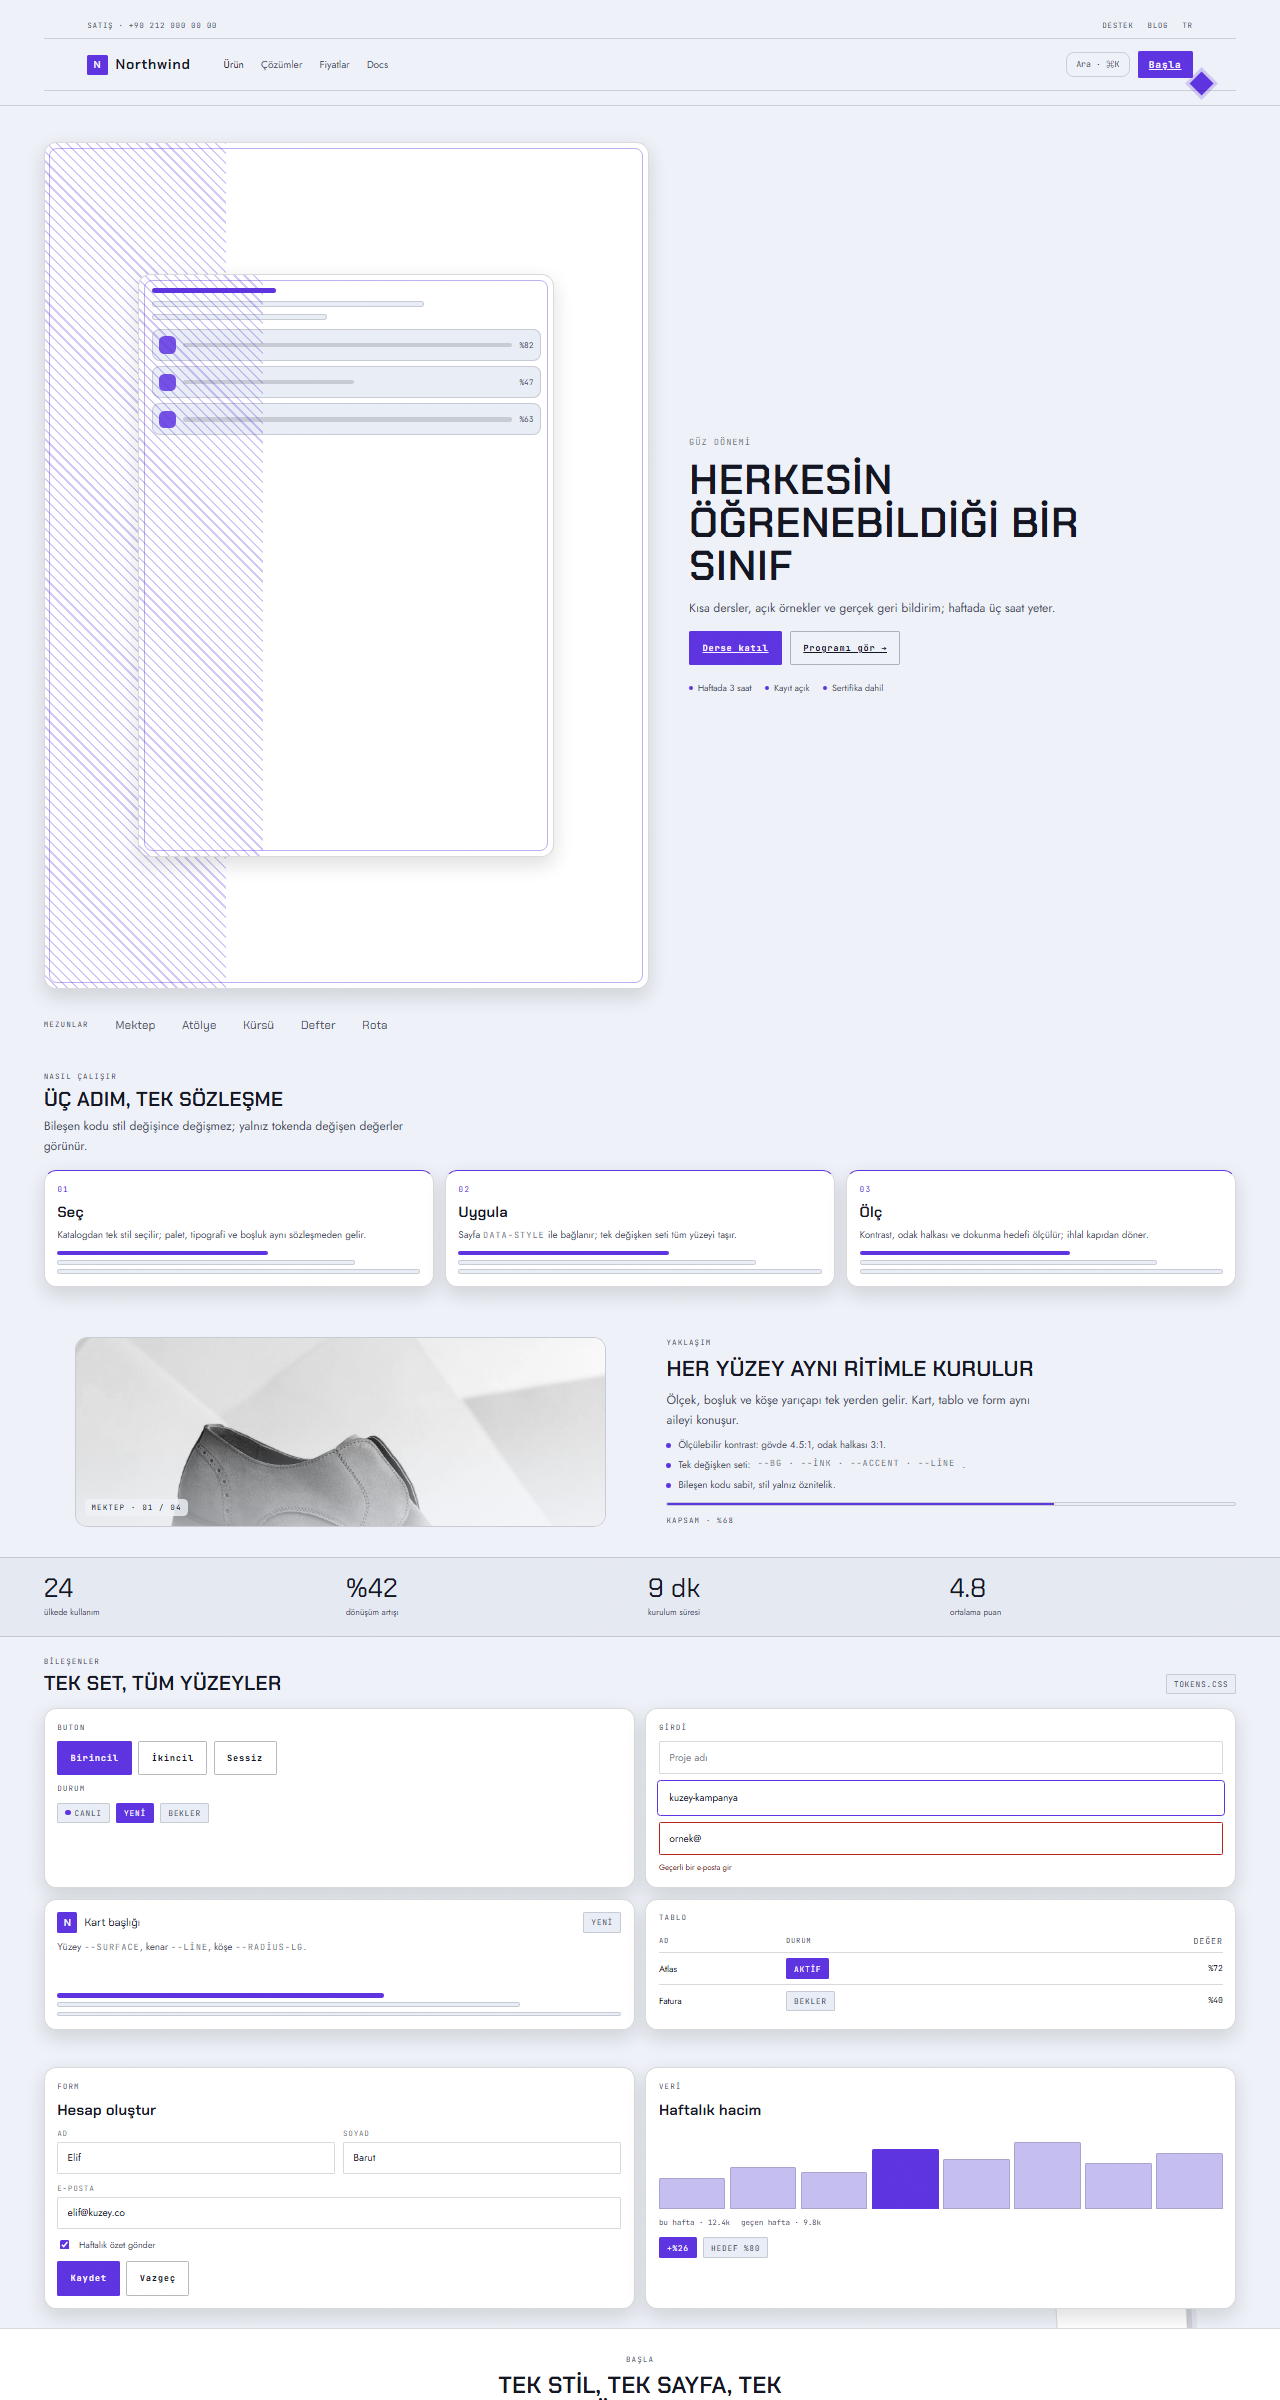 SATIŞ · +90 212 000 00 00
DESTEK BLOG TR
N Northwind Ürün Çözümler Fiyatlar Docs Ara · ⌘K Başla
%82
%47
%63
GÜZ DÖNEMİ
HERKESİN
ÖĞRENEBİLDİĞİ BİR
SINIF
Kısa dersler, açık örnekler ve gerçek geri bildirim; haftada üç saat yeter.
Derse katıl Programı gör →
Haftada 3 saat Kayıt açık Sertifika dahil
MEZUNLAR Mektep Atölye Kürsü Defter Rota
NASIL ÇALIŞIR
ÜÇ ADIM, TEK SÖZLEŞME
Bileşen kodu stil değişince değişmez; yalnız tokenda değişen değerler
görünür.
01
Seç
Katalogdan tek stil seçilir; palet, tipografi ve boşluk aynı sözleşmeden gelir.
02
Uygula
Sayfa DATA-STYLE ile bağlanır; tek değişken seti tüm yüzeyi taşır.
03
Ölç
Kontrast, odak halkası ve dokunma hedefi ölçülür; ihlal kapıdan döner.
MEKTEP · 01 / 04
YAKLAŞIM
HER YÜZEY AYNI RİTİMLE KURULUR
Ölçek, boşluk ve köşe yarıçapı tek yerden gelir. Kart, tablo ve form aynı
aileyi konuşur.
Ölçülebilir kontrast: gövde 4.5:1, odak halkası 3:1.
Tek değişken seti: --BG · --İNK · --ACCENT · --LİNE .
Bileşen kodu sabit, stil yalnız öznitelik.
KAPSAM · %68
24
ülkede kullanım
%42
dönüşüm artışı
9 dk
kurulum süresi
4.8
ortalama puan
BİLEŞENLER
TEK SET, TÜM YÜZEYLER
TOKENS.CSS
BUTON
Birincil İkincil Sessiz
DURUM
CANLI YENİ BEKLER
GİRDİ
Proje adı
kuzey-kampanya
ornek@
Geçerli bir e-posta gir
N Kart başlığı YENİ
Yüzey --SURFACE, kenar --LİNE, köşe --RADİUS-LG.
TABLO
AD DURUM DEĞER
Atlas AKTİF %72
Fatura BEKLER %40
FORM
Hesap oluştur
AD SOYAD
Elif Barut
E-POSTA
elif@kuzey.co
Haftalık özet gönder
Kaydet Vazgeç
VERİ
Haftalık hacim
bu hafta · 12.4k geçen hafta · 9.8k
+%26 HEDEF %80
BAŞLA
TEK STİL, TEK SAYFA, TEK